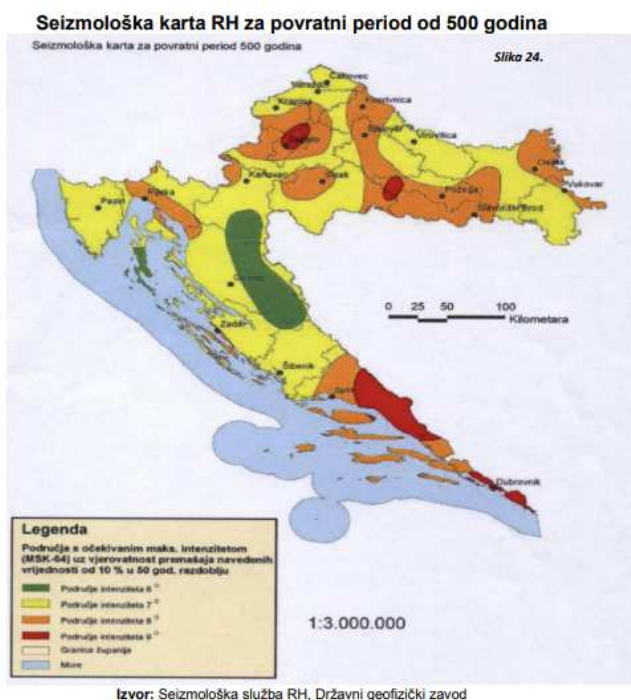 Seizmološka karta RH za povratni period od 500 godina
Seizmološka karta za povratni period 500 godina
Slika 24.
Čakovec
Varaždin
Krapina
Koprivnica
Zagreb
Bjelovar
Virovitica
Osijek
Vukovar
Karlovac
Sisak
Požega
Slavonski Brod
Rijeka
Pazin
Gospić
Zadar
Šibenik
Split
Dubrovnik
0 25 50 100
Kilometara
Legenda
Područja s očekivanim maks. intenzitetom
(MSK-64) uz vjerovatnost premašaja navedenih
vrijednosti od 10 % u 50 god. razdoblju
Područje intenziteta 6°
Područje intenziteta 7°
Područje intenziteta 8°
Područje intenziteta 9°
Granice županija
More
1:3.000.000
Izvor: Seizmološka služba RH, Državni geofizički zavod